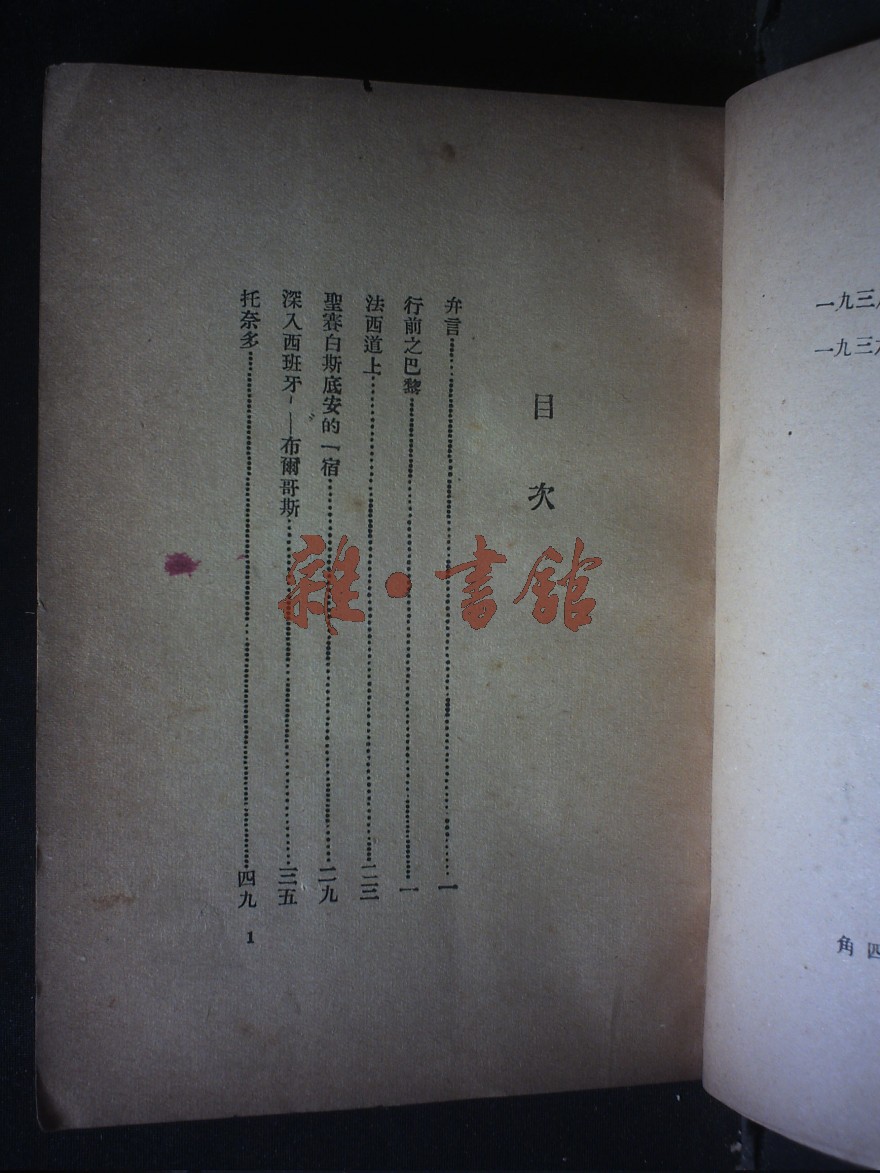 目次
弁言一
行前之巴黎一
法西道上二三
聖賽白斯底安的一宿二九
深入西班牙——布爾哥斯三五
托奈多四九
1
雜·書館
一九三八
一九三
角四